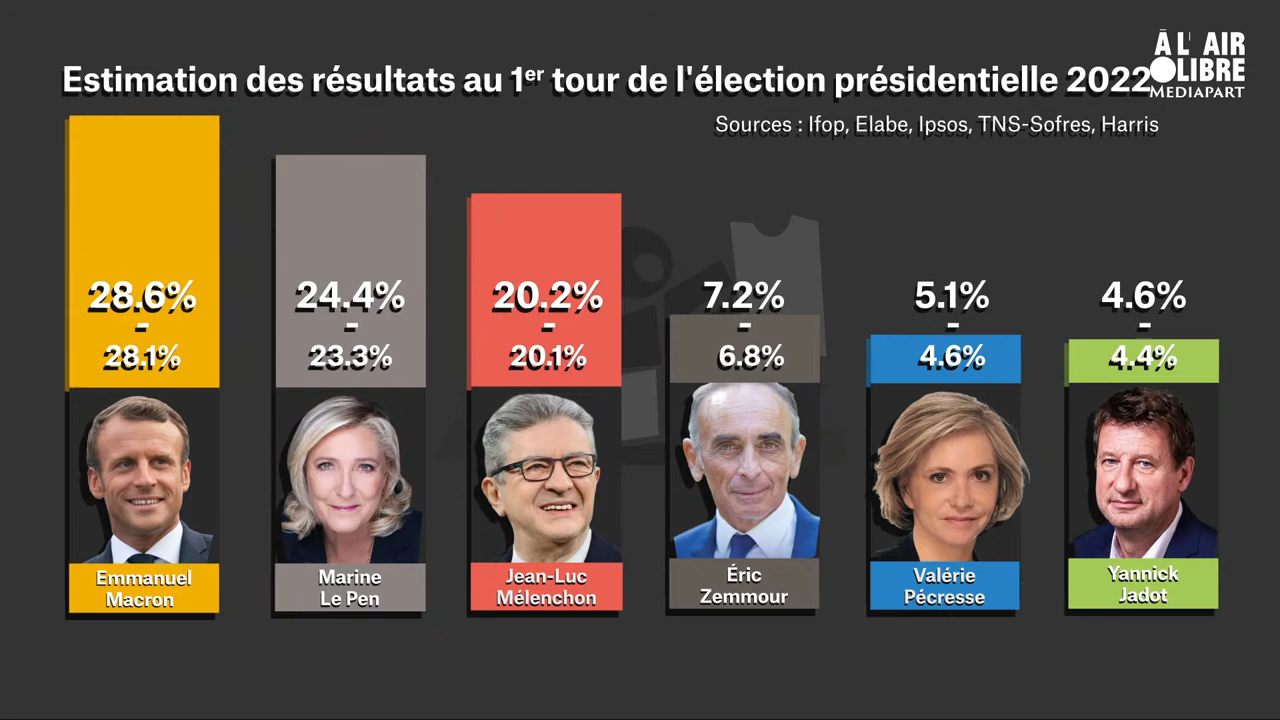 À L' AIR
LIBRE
MEDIAPART
Estimation des résultats au 1er tour de l'élection présidentielle 2022
Sources : Ifop, Elabe, Ipsos, TNS-Sofres, Harris
28.6%
-
28.1%
24.4%
-
23.3%
20.2%
-
20.1%
7.2%
-
6.8%
5.1%
-
4.6%
4.6%
-
4.4%
Emmanuel
Macron
Marine
Le Pen
Jean-Luc
Mélenchon
Éric
Zemmour
Valérie
Pécresse
Yannick
Jadot